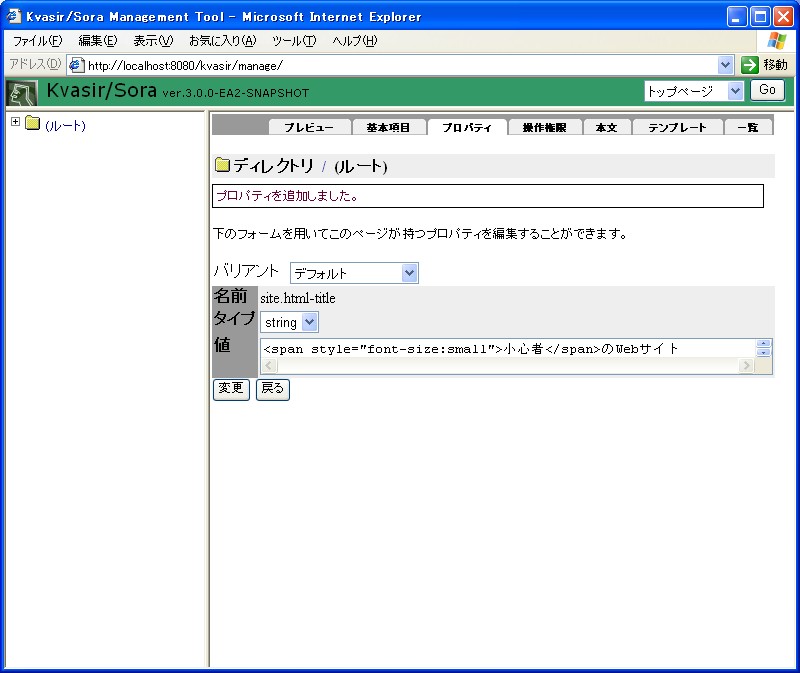 Kvasir/Sora Management Tool - Microsoft Internet Explorer
ファイル(F) 編集(E) 表示(V) お気に入り(A) ツール(T) ヘルプ(H)
アドレス(D) http://localhost:8080/kvasir/manage/ 移動
Kvasir/Sora ver.3.0.0-EA2-SNAPSHOT トップページ Go
(ルート)
プレビュー 基本項目 プロパティ 操作権限 本文 テンプレート 一覧
ディレクトリ / (ルート)
プロパティを追加しました。
下のフォームを用いてこのページが持つプロパティを編集することができます。
バリアント デフォルト
名前 site.html-title
タイプ string
値 <span style="font-size:small">小心者</span>のWebサイト
変更 戻る